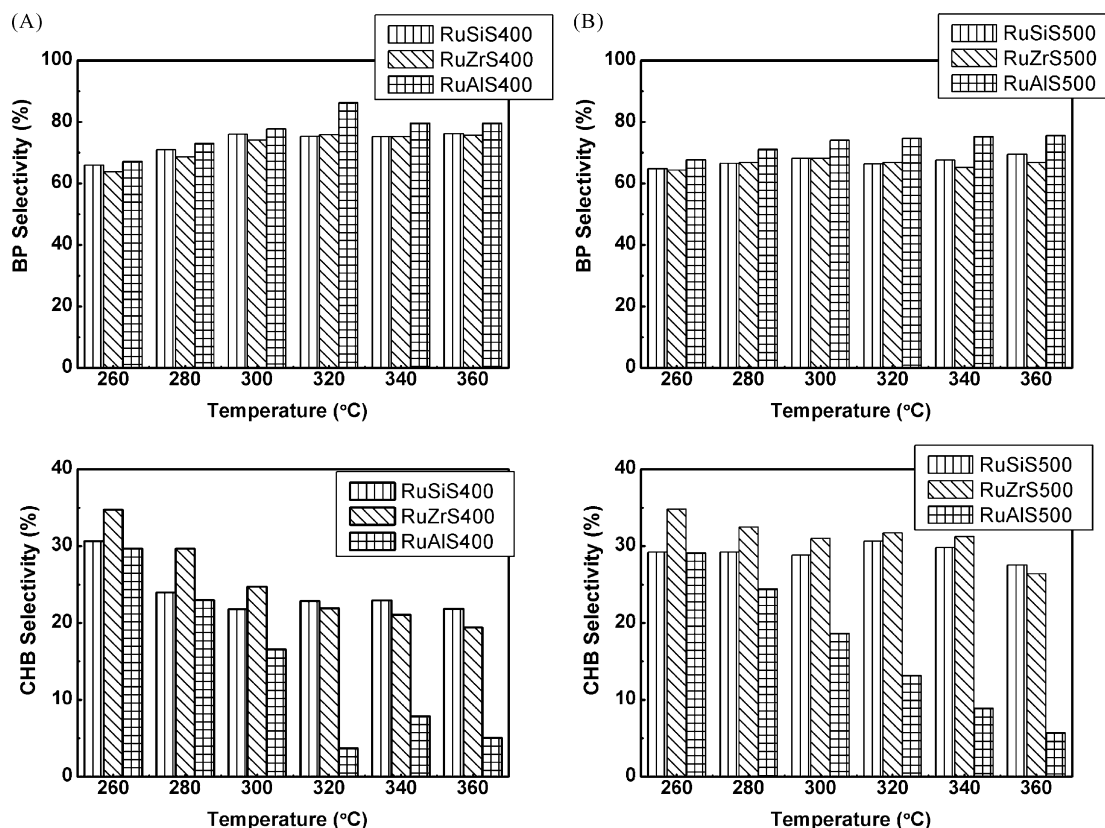 (A)
RuSiS400
RuZrS400
RuAlS400
100
80
60
40
20
0
BP Selectivity (%)
260 280 300 320 340 360
Temperature (°C)
(B)
RuSiS500
RuZrS500
RuAlS500
100
80
60
40
20
0
BP Selectivity (%)
260 280 300 320 340 360
Temperature (°C)
RuSiS400
RuZrS400
RuAlS400
40
30
20
10
0
CHB Selectivity (%)
260 280 300 320 340 360
Temperature (°C)
RuSiS500
RuZrS500
RuAlS500
40
30
20
10
0
CHB Selectivity (%)
260 280 300 320 340 360
Temperature (°C)